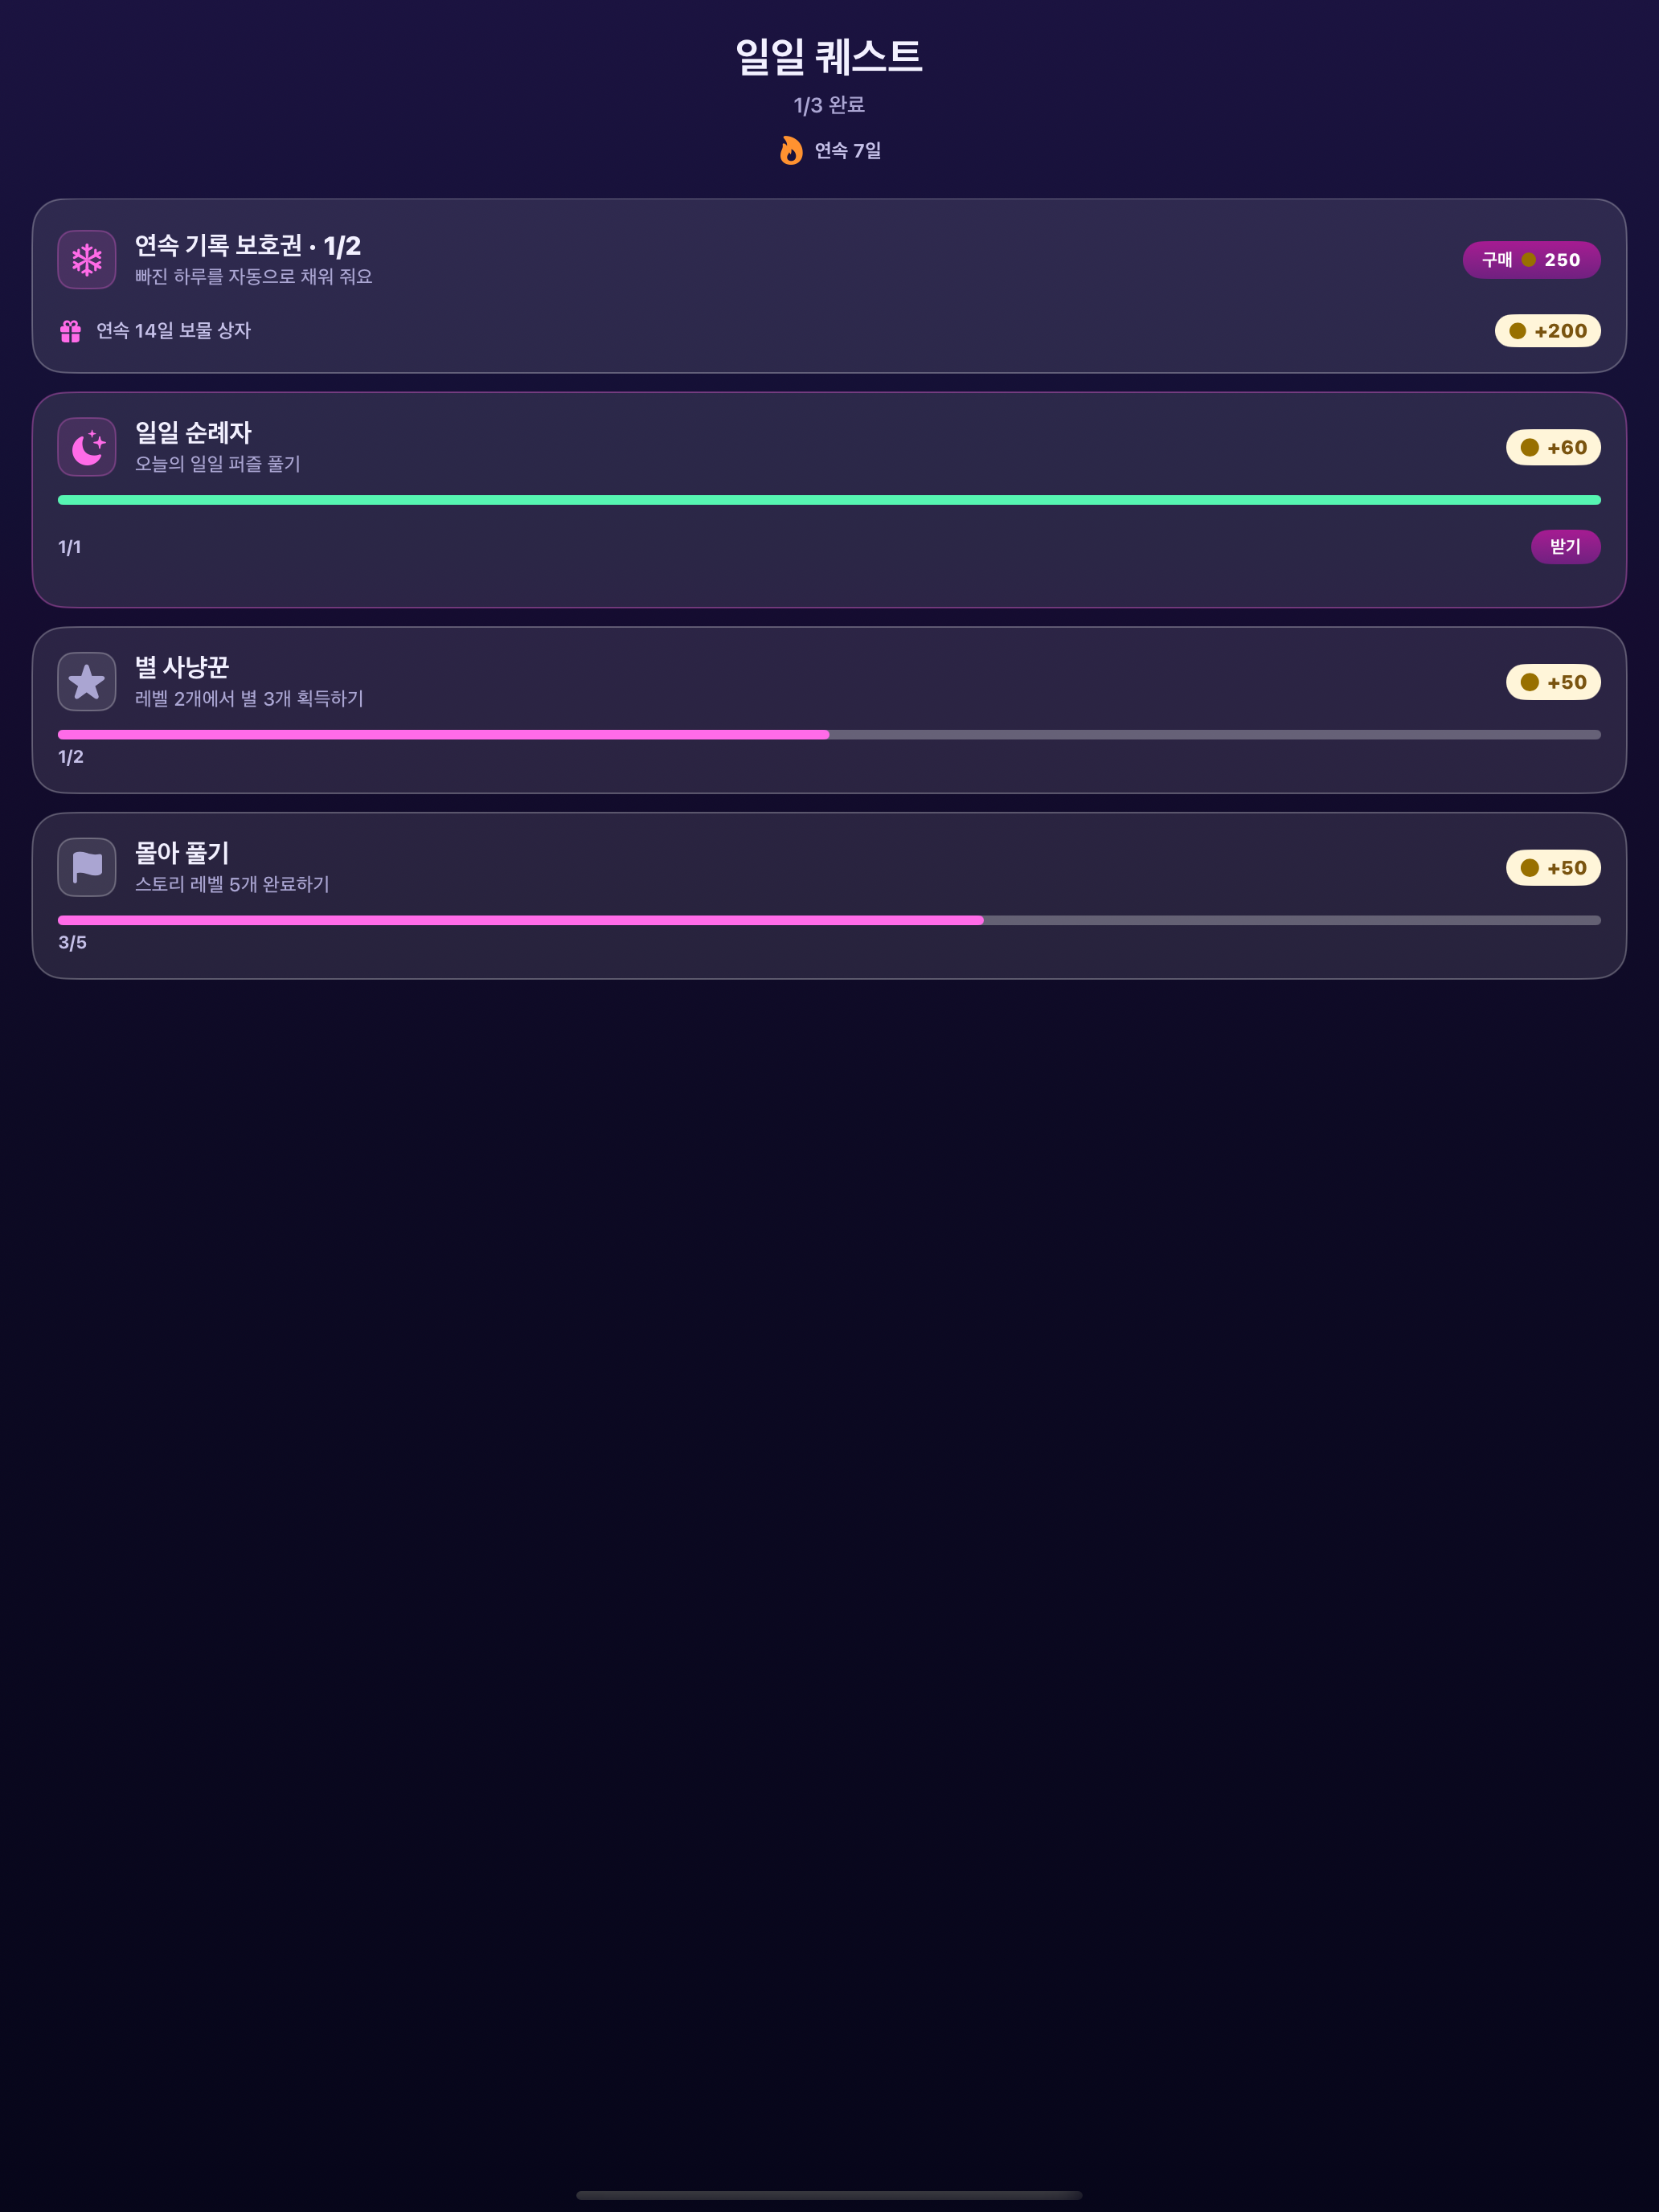 일일 퀘스트
1/3 완료
연속 7일
연속 기록 보호권 · 1/2
빠진 하루를 자동으로 채워 줘요
구매 250
연속 14일 보물 상자
+200
일일 순례자
오늘의 일일 퍼즐 풀기
+60
1/1
받기
별 사냥꾼
레벨 2개에서 별 3개 획득하기
+50
1/2
몰아 풀기
스토리 레벨 5개 완료하기
+50
3/5